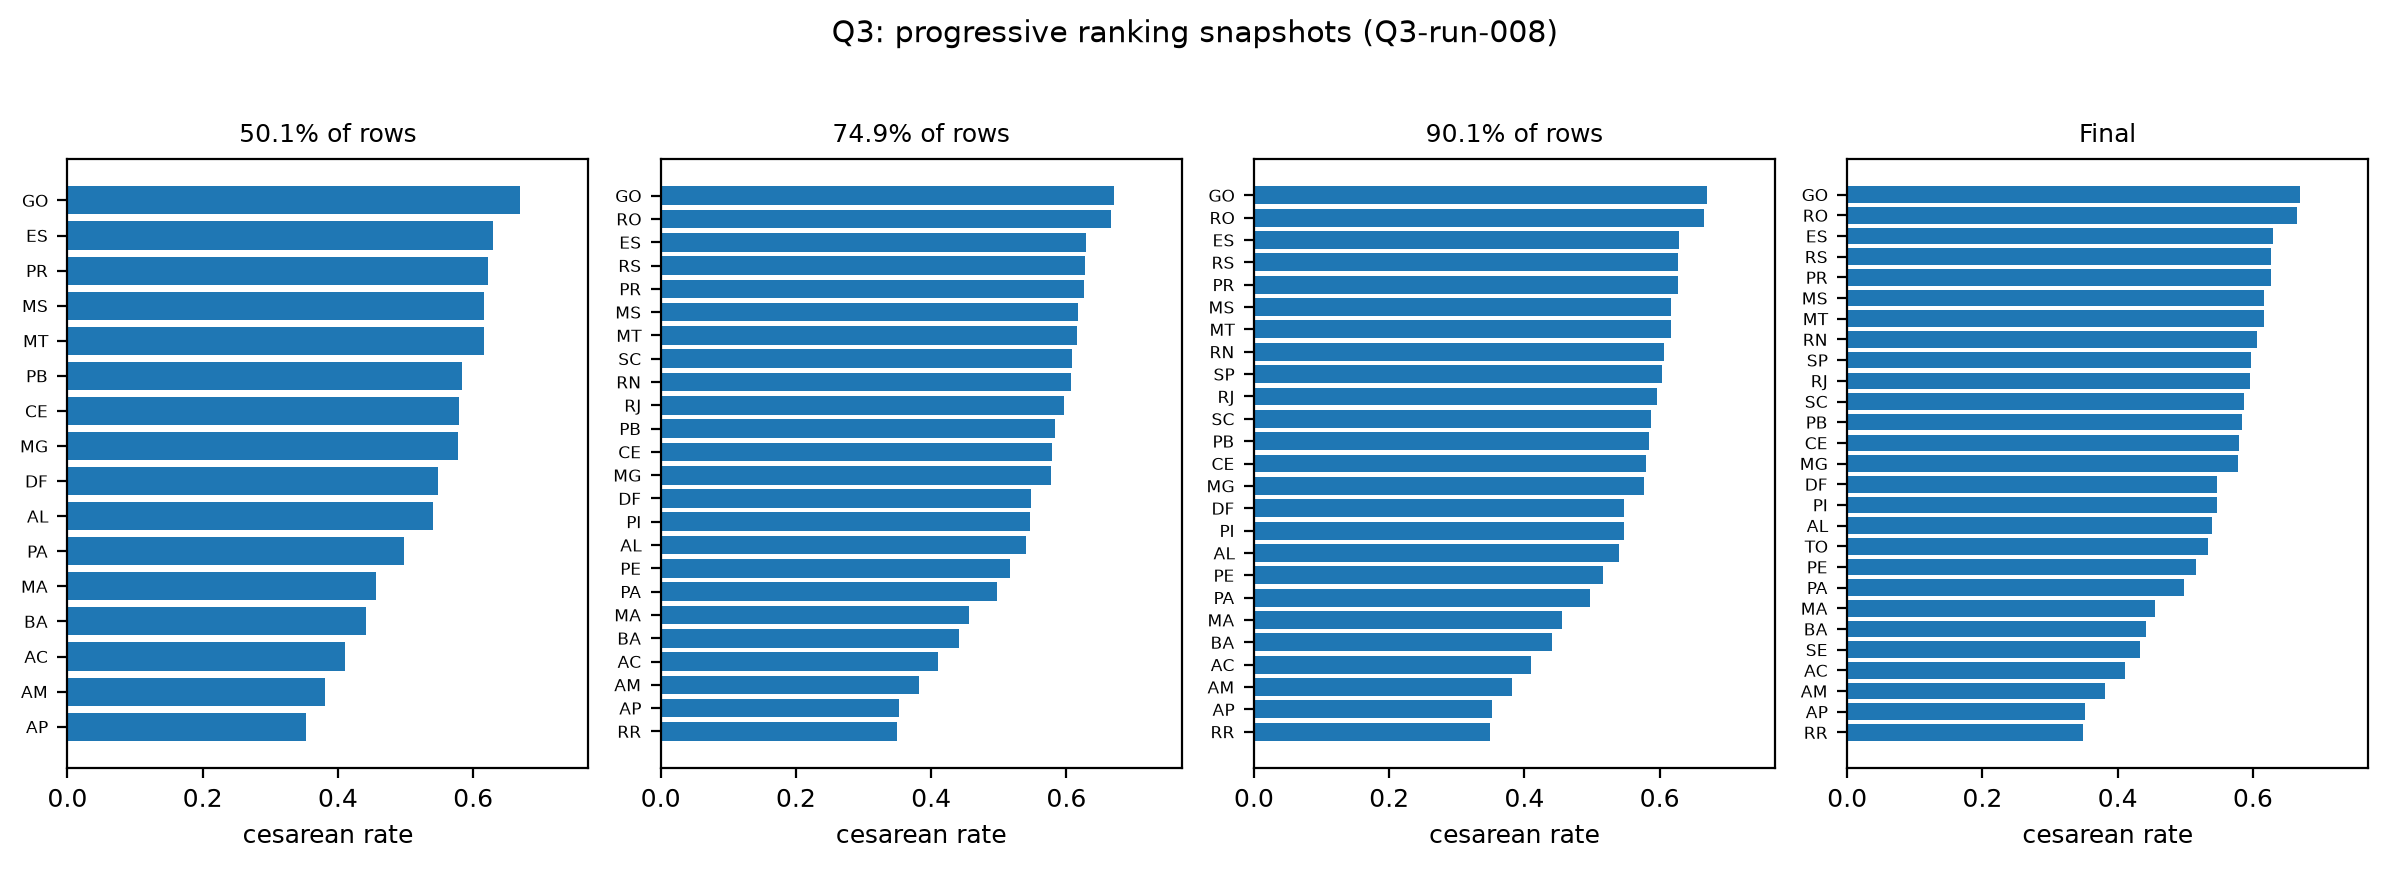 Q3: progressive ranking snapshots (Q3-run-008)
50.1% of rows
GO
ES
PR
MS
MT
PB
CE
MG
DF
AL
PA
MA
BA
AC
AM
AP
0.0 0.2 0.4 0.6
cesarean rate
74.9% of rows
GO
RO
ES
RS
PR
MS
MT
SC
RN
RJ
PB
CE
MG
DF
PI
AL
PE
PA
MA
BA
AC
AM
AP
RR
0.0 0.2 0.4 0.6
cesarean rate
90.1% of rows
GO
RO
ES
RS
PR
MS
MT
RN
SP
RJ
SC
PB
CE
MG
DF
PI
AL
PE
PA
MA
BA
AC
AM
AP
RR
0.0 0.2 0.4 0.6
cesarean rate
Final
GO
RO
ES
RS
PR
MS
MT
RN
SP
RJ
SC
PB
CE
MG
DF
PI
AL
TO
PE
PA
MA
BA
SE
AC
AM
AP
RR
0.0 0.2 0.4 0.6
cesarean rate